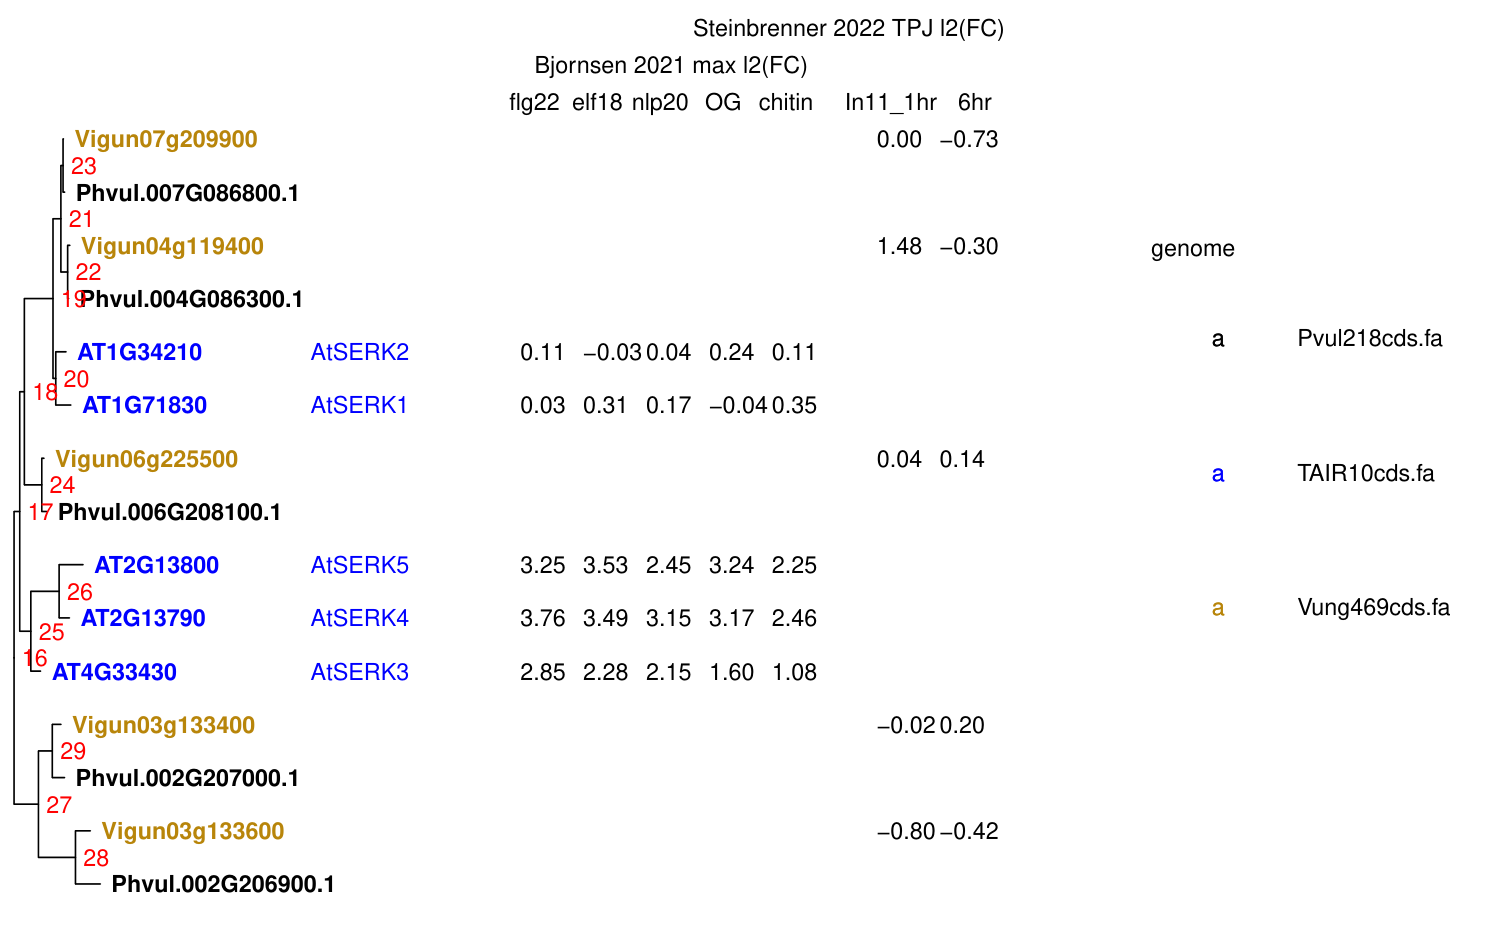 Steinbrenner 2022 TPJ l2(FC)
Bjornsen 2021 max l2(FC)
flg22 elf18 nlp20 OG chitin In11_1hr 6hr
Vigun07g209900 0.00 −0.73
23
Phvul.007G086800.1
21
Vigun04g119400 1.48 −0.30
genome
22
19 Phvul.004G086300.1
a Pvul218cds.fa
AT1G34210 AtSERK2 0.11 −0.03 0.04 0.24 0.11
20
18
AT1G71830 AtSERK1 0.03 0.31 0.17 −0.04 0.35
Vigun06g225500 0.04 0.14
a TAIR10cds.fa
24
17 Phvul.006G208100.1
AT2G13800 AtSERK5 3.25 3.53 2.45 3.24 2.25
26
a Vung469cds.fa
AT2G13790 AtSERK4 3.76 3.49 3.15 3.17 2.46
25
16
AT4G33430 AtSERK3 2.85 2.28 2.15 1.60 1.08
Vigun03g133400 −0.02 0.20
29
Phvul.002G207000.1
27
Vigun03g133600 −0.80 −0.42
28
Phvul.002G206900.1